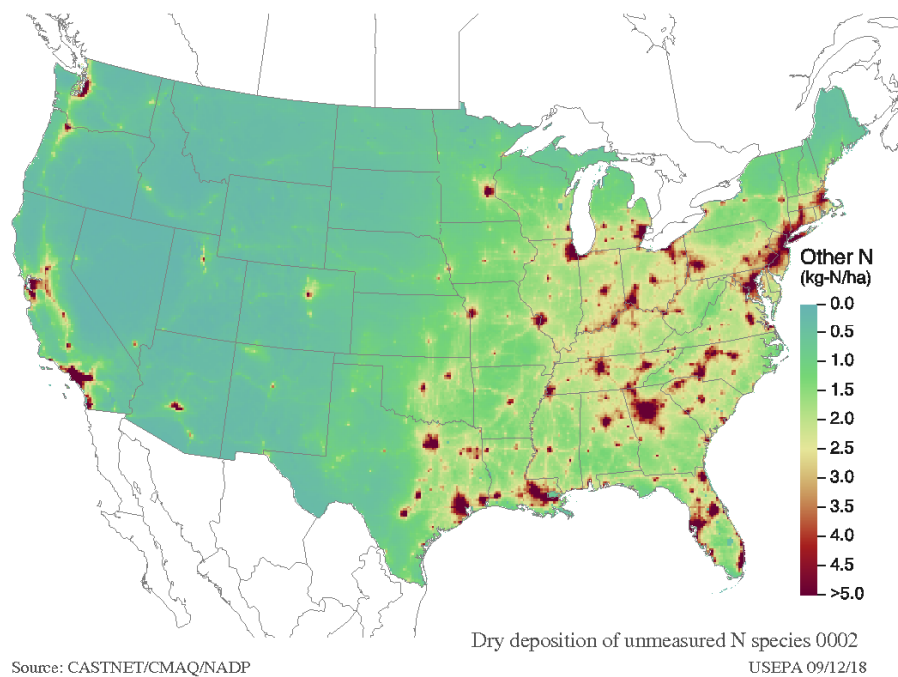 Other N
(kg-N/ha)
0.0
0.5
1.0
1.5
2.0
2.5
3.0
3.5
4.0
4.5
>5.0
Dry deposition of unmeasured N species 0002
Source: CASTNET/CMAQ/NADP
USEPA 09/12/18